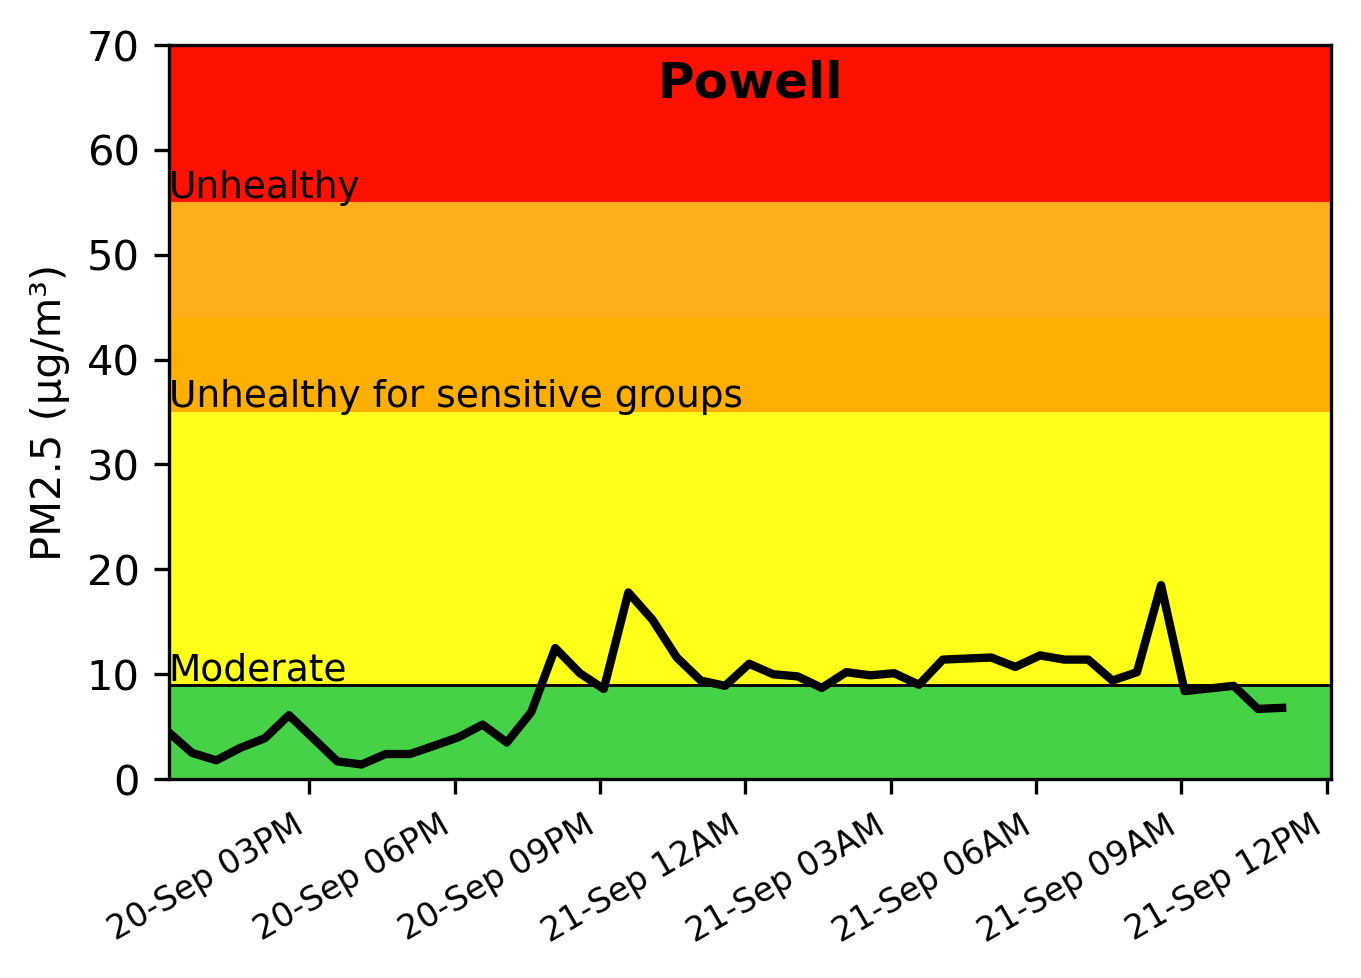 Powell
70
60
50
40
30
20
10
0
PM2.5 (µg/m³)
Unhealthy
Unhealthy for sensitive groups
Moderate
20-Sep 03PM
20-Sep 06PM
20-Sep 09PM
21-Sep 12AM
21-Sep 03AM
21-Sep 06AM
21-Sep 09AM
21-Sep 12PM